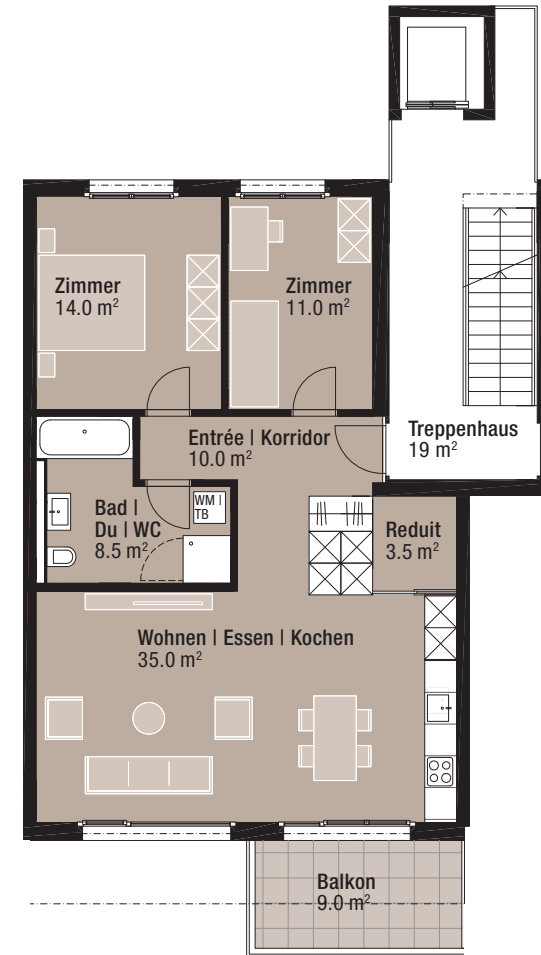 Zimmer
14.0 m²
Zimmer
11.0 m²
Entrée | Korridor
10.0 m²
Treppenhaus
19 m²
Bad |
Du | WC
8.5 m²
WM |
TB
Reduit
3.5 m²
Wohnen | Essen | Kochen
35.0 m²
Balkon
9.0 m²